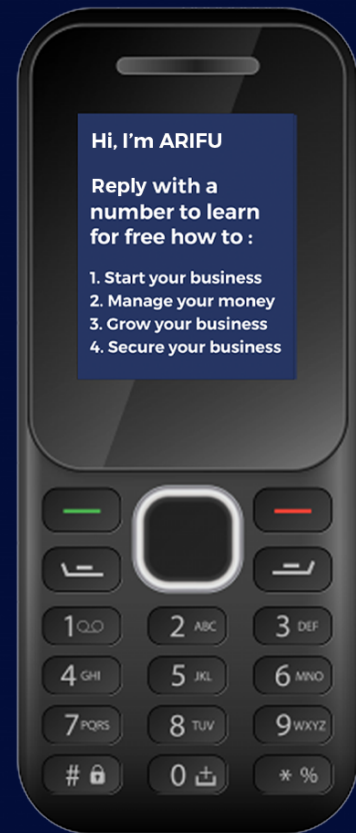 Hi, I'm ARIFU
Reply with a
number to learn
for free how to :
1. Start your business
2. Manage your money
3. Grow your business
4. Secure your business
1
2 ABC
3 DEF
4 GHI
5 JKL
6 MNO
7 PQRS
8 TUV
9 WXYZ
#
0
* %